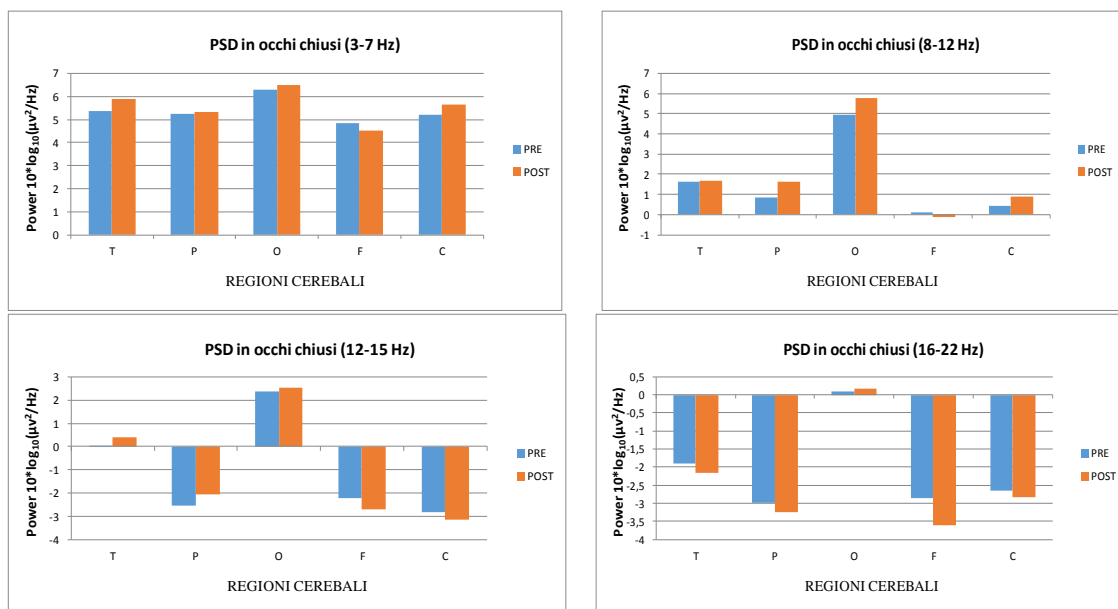 PSD in occhi chiusi (3-7 Hz)
Power 10*log10(µv²/Hz)
7
6
5
4
3
2
1
0
T P O F C
REGIONI CEREBALI
PRE
POST
PSD in occhi chiusi (8-12 Hz)
Power 10*log10(µv²/Hz)
7
6
5
4
3
2
1
0
-1
T P O F C
REGIONI CEREBALI
PRE
POST
PSD in occhi chiusi (12-15 Hz)
Power 10*log10(µv²/Hz)
3
2
1
0
-1
-2
-3
-4
T P O F C
REGIONI CEREBALI
PRE
POST
PSD in occhi chiusi (16-22 Hz)
Power 10*log10(µv²/Hz)
0,5
0
-0,5
-1
-1,5
-2
-2,5
-3
-3,5
-4
T P O F C
REGIONI CEREBALI
PRE
POST